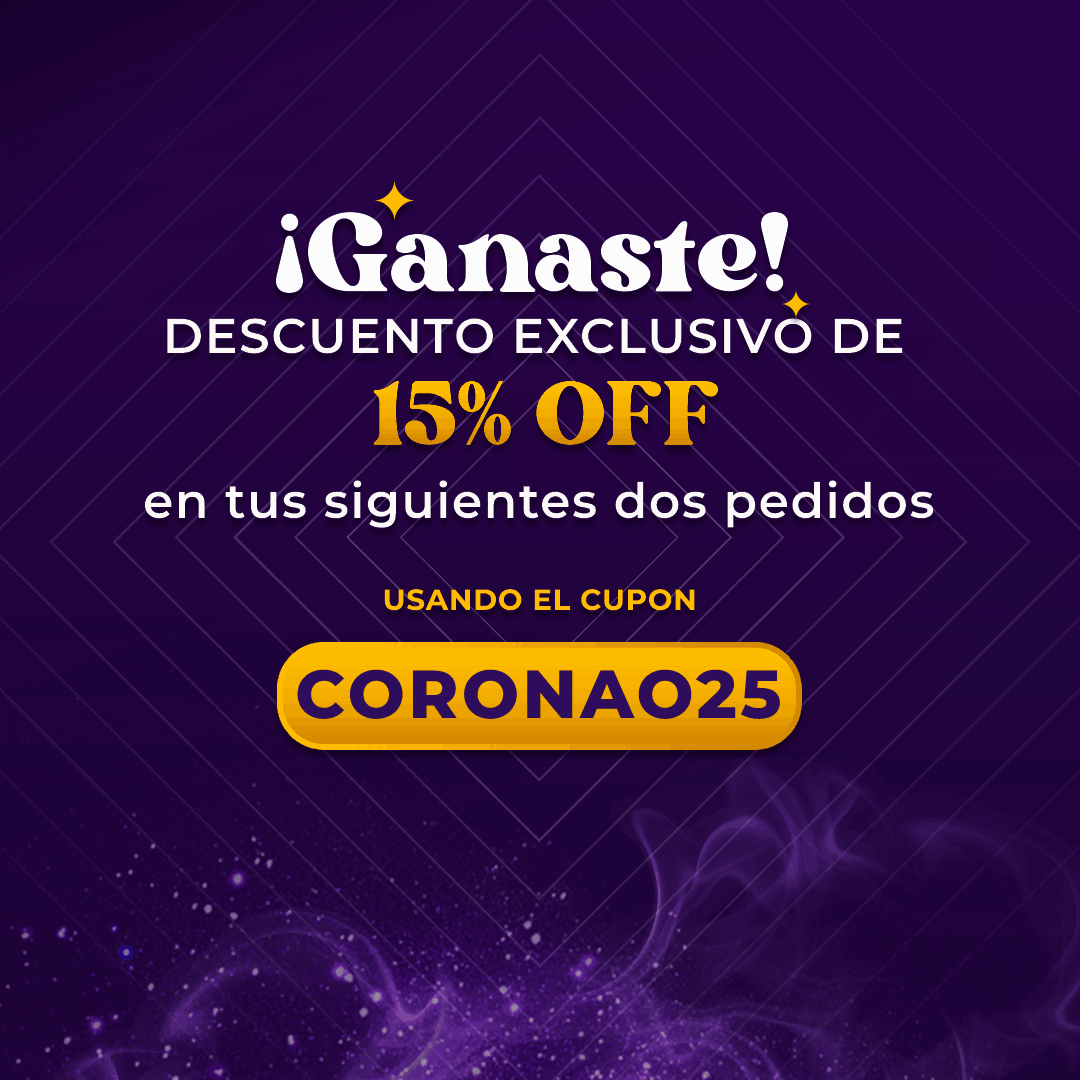 ¡Ganaste!
DESCUENTO EXCLUSIVO DE
15% OFF
en tus siguientes dos pedidos
USANDO EL CUPON
CORONAO25